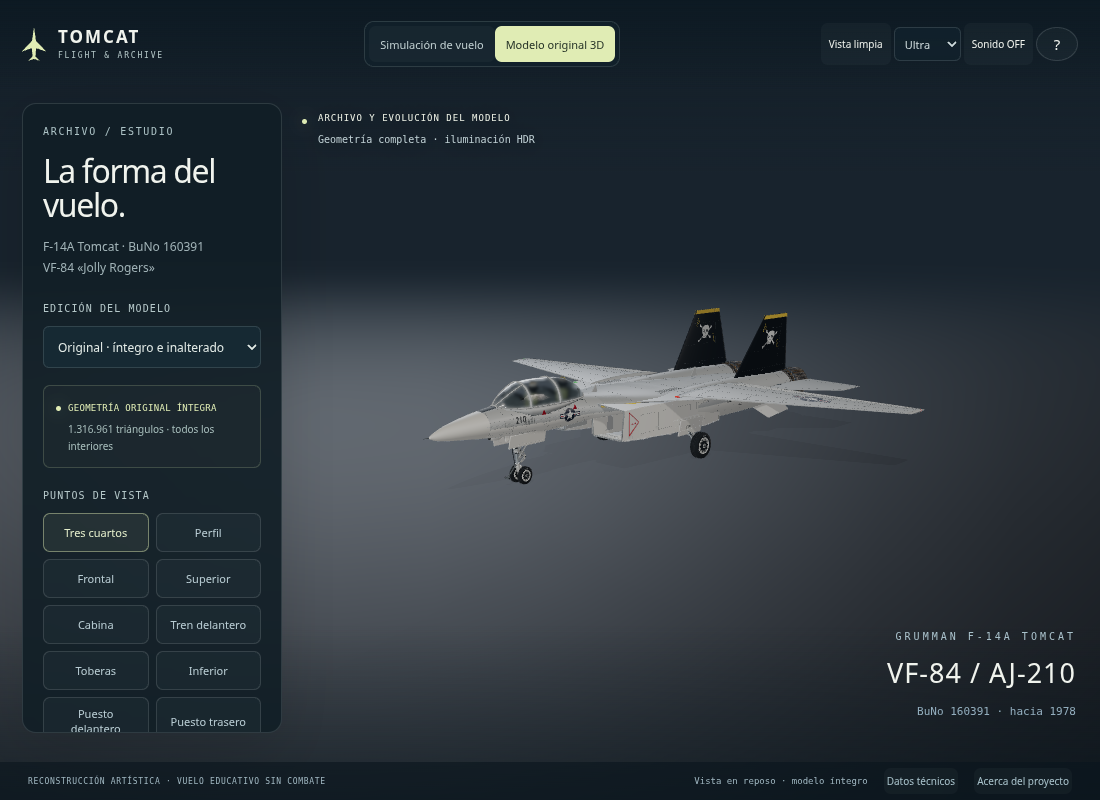 TOMCAT
FLIGHT & ARCHIVE
Simulación de vuelo
Modelo original 3D
Vista limpia
Ultra
Sonido OFF
?
ARCHIVO / ESTUDIO
La forma del
vuelo.
F-14A Tomcat · BuNo 160391
VF-84 «Jolly Rogers»
EDICIÓN DEL MODELO
Original · íntegro e inalterado
GEOMETRÍA ORIGINAL ÍNTEGRA
1.316.961 triángulos · todos los
interiores
PUNTOS DE VISTA
Tres cuartos
Perfil
Frontal
Superior
Cabina
Tren delantero
Toberas
Inferior
Puesto
delantero
Puesto trasero
ARCHIVO Y EVOLUCIÓN DEL MODELO
Geometría completa · iluminación HDR
210
GRUMMAN F-14A TOMCAT
VF-84 / AJ-210
BuNo 160391 · hacia 1978
RECONSTRUCCIÓN ARTÍSTICA · VUELO EDUCATIVO SIN COMBATE
Vista en reposo · modelo íntegro
Datos técnicos
Acerca del proyecto